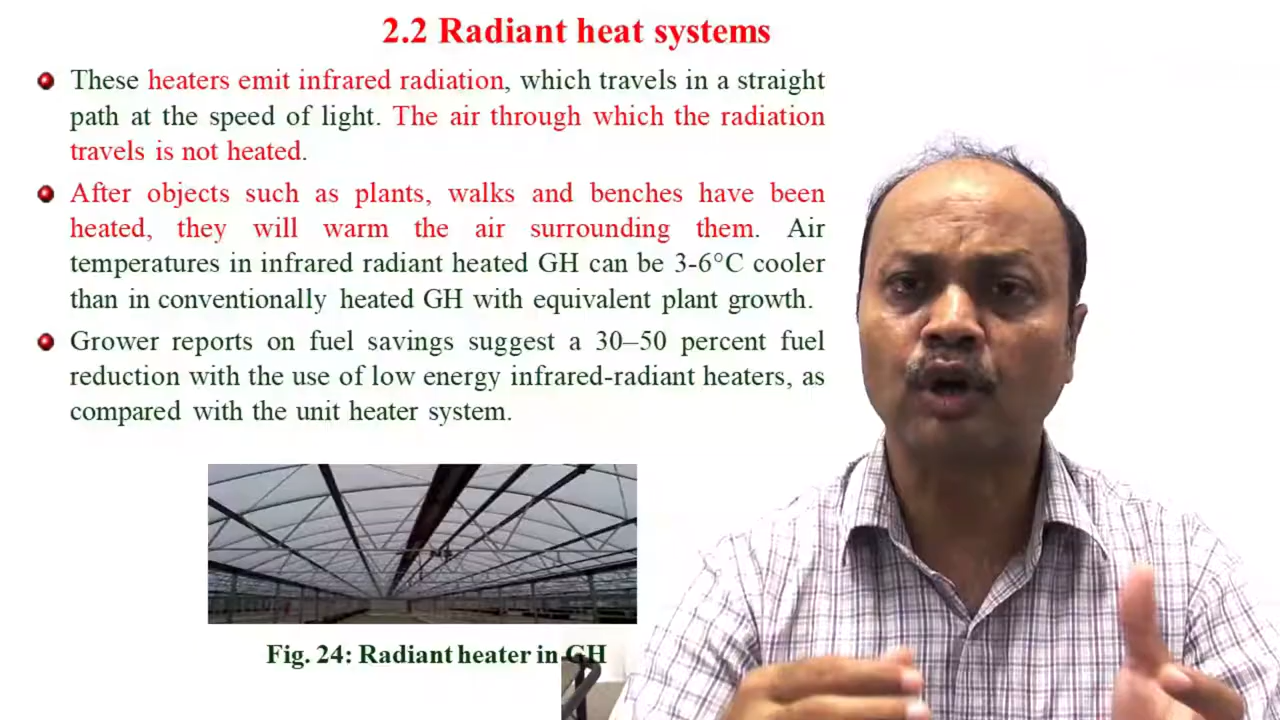 2.2 Radiant heat systems
These heaters emit infrared radiation, which travels in a straight
path at the speed of light. The air through which the radiation
travels is not heated.
After objects such as plants, walks and benches have been
heated, they will warm the air surrounding them. Air
temperatures in infrared radiant heated GH can be 3-6°C cooler
than in conventionally heated GH with equivalent plant growth.
Grower reports on fuel savings suggest a 30–50 percent fuel
reduction with the use of low energy infrared-radiant heaters, as
compared with the unit heater system.
Fig. 24: Radiant heater in GH